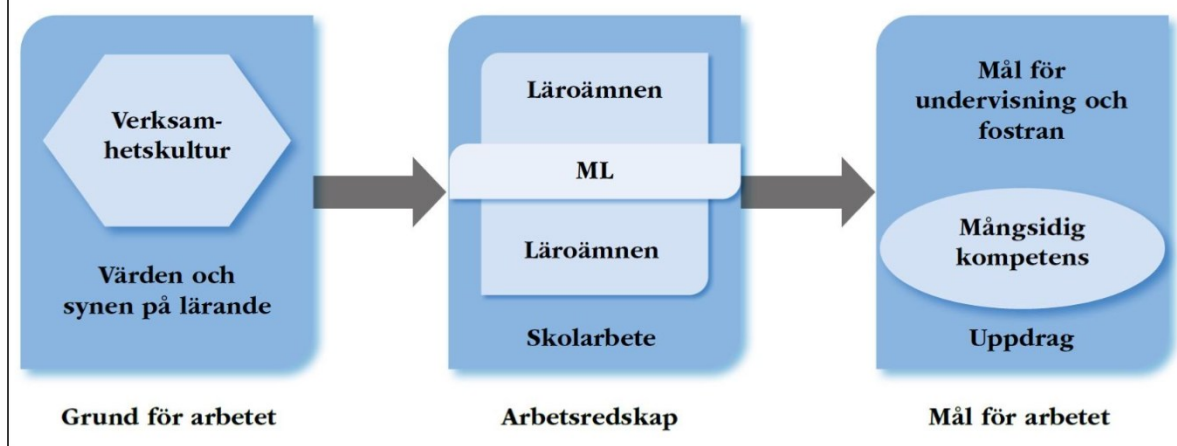 Verksam-
hetskultur
Värden och
synen på lärande
Grund för arbetet
Läroämnen
ML
Läroämnen
Skolarbete
Arbetsredskap
Mål för
undervisning och
fostran
Mångsidig
kompetens
Uppdrag
Mål för arbetet